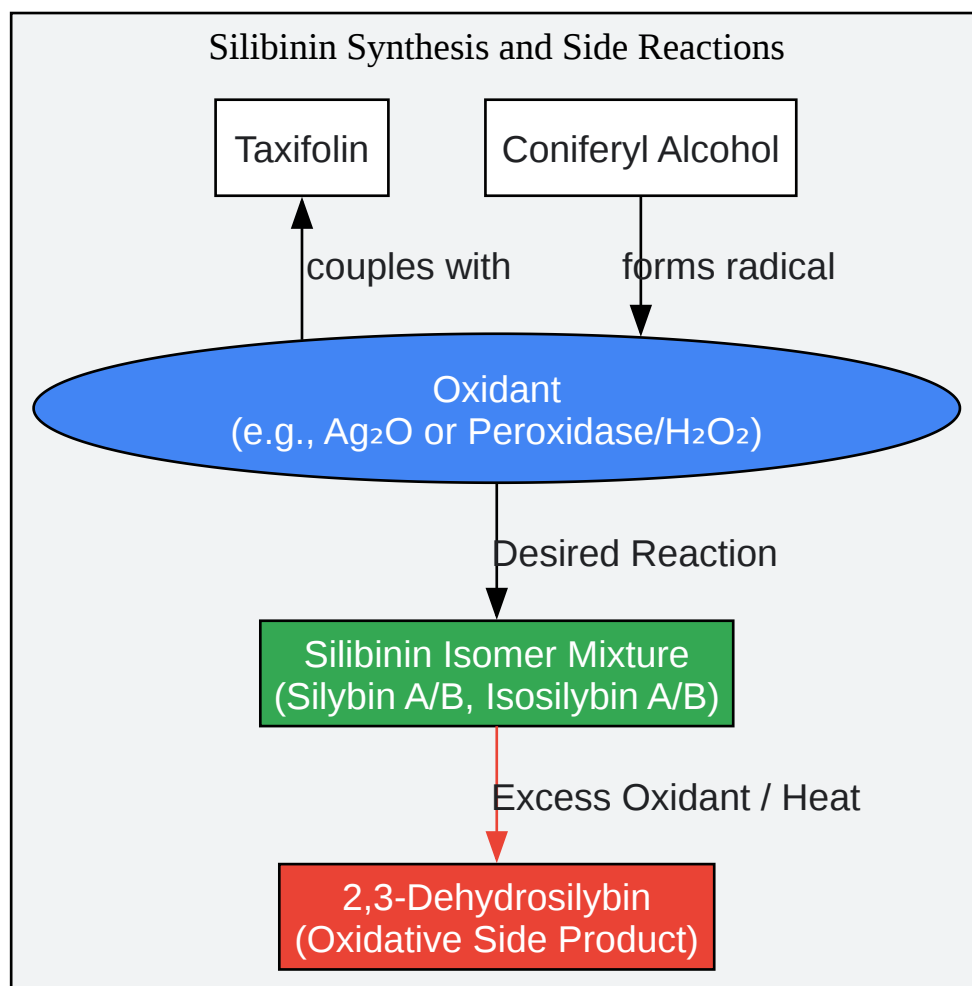 Silibinin Synthesis and Side Reactions
Taxifolin
Coniferyl Alcohol
couples with
forms radical
Oxidant
(e.g., Ag₂O or Peroxidase/H₂O₂)
Desired Reaction
Silibinin Isomer Mixture
(Silybin A/B, Isosilybin A/B)
Excess Oxidant / Heat
2,3-Dehydrosilybin
(Oxidative Side Product)